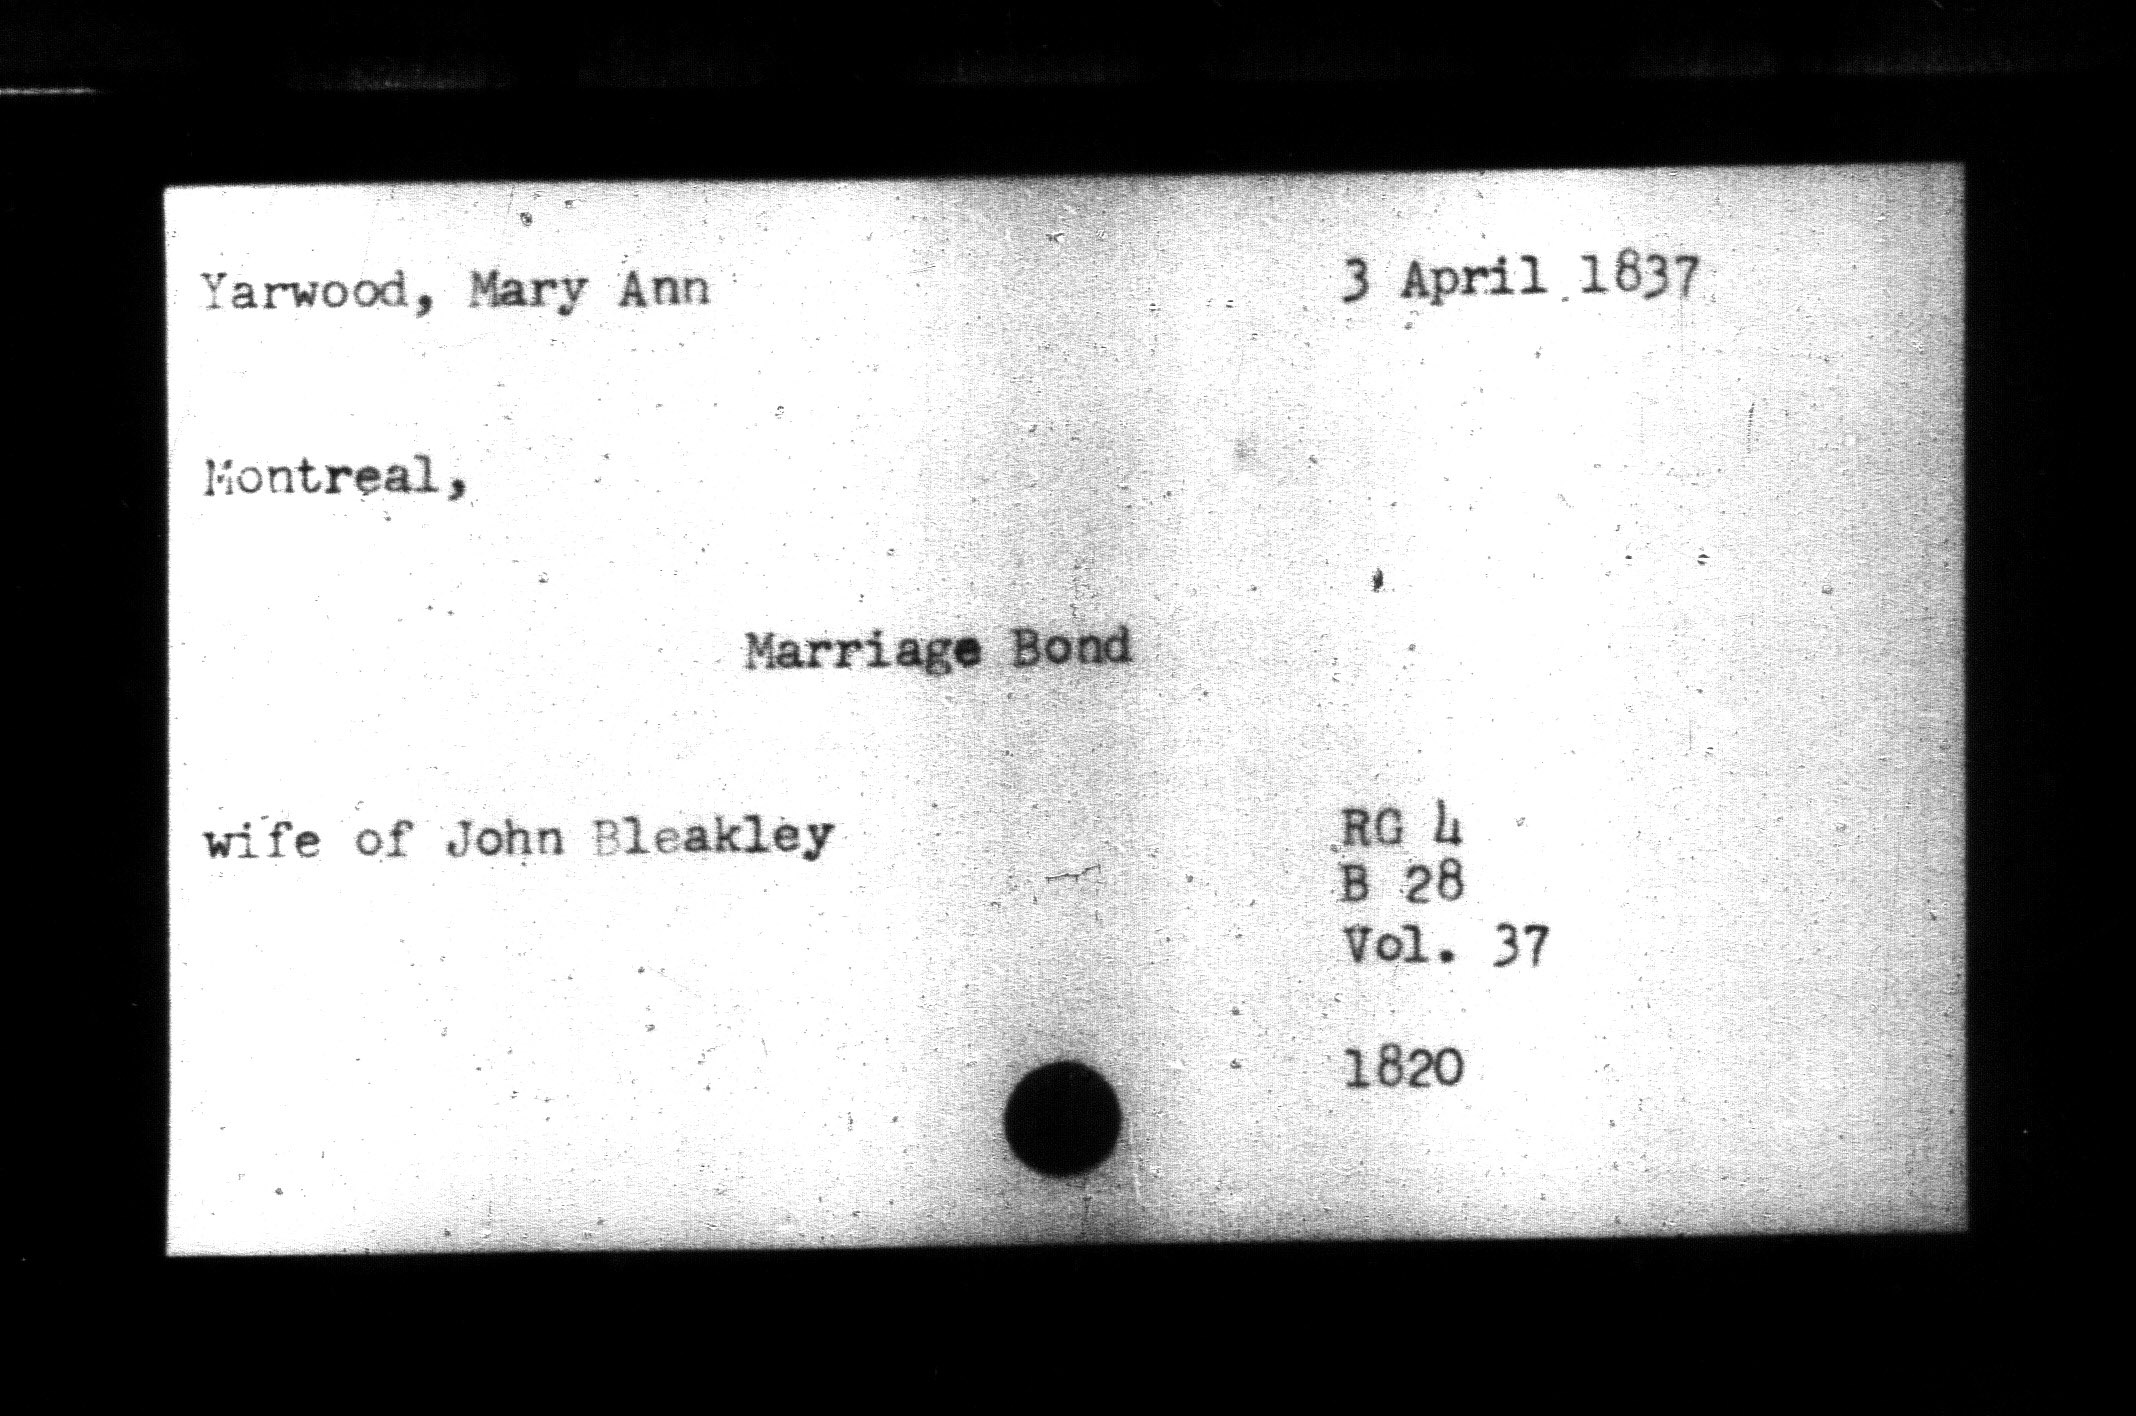 Yarwood, Mary Ann 3 April 1837
Montreal,
Marriage Bond
wife of John Bleakley RG 4
B 28
Vol. 37
1820